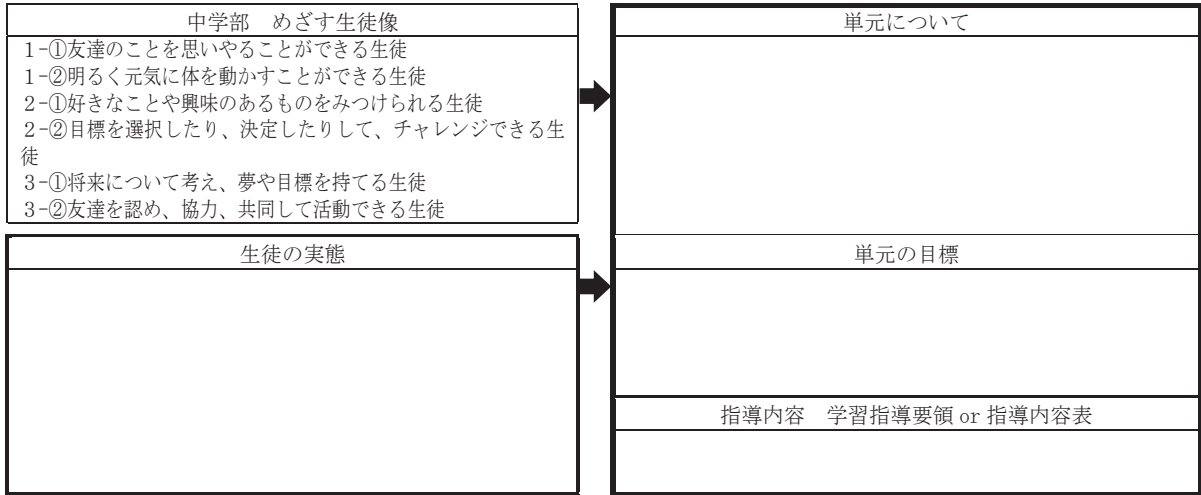 中学部　めざす生徒像
１-①友達のことを思いやることができる生徒
１-②明るく元気に体を動かすことができる生徒
２-①好きなことや興味のあるものをみつけられる生徒
２-②目標を選択したり、決定したりして、チャレンジできる生
徒
３-①将来について考え、夢や目標を持てる生徒
３-②友達を認め、協力、共同して活動できる生徒
生徒の実態
単元について
単元の目標
指導内容　学習指導要領 or 指導内容表